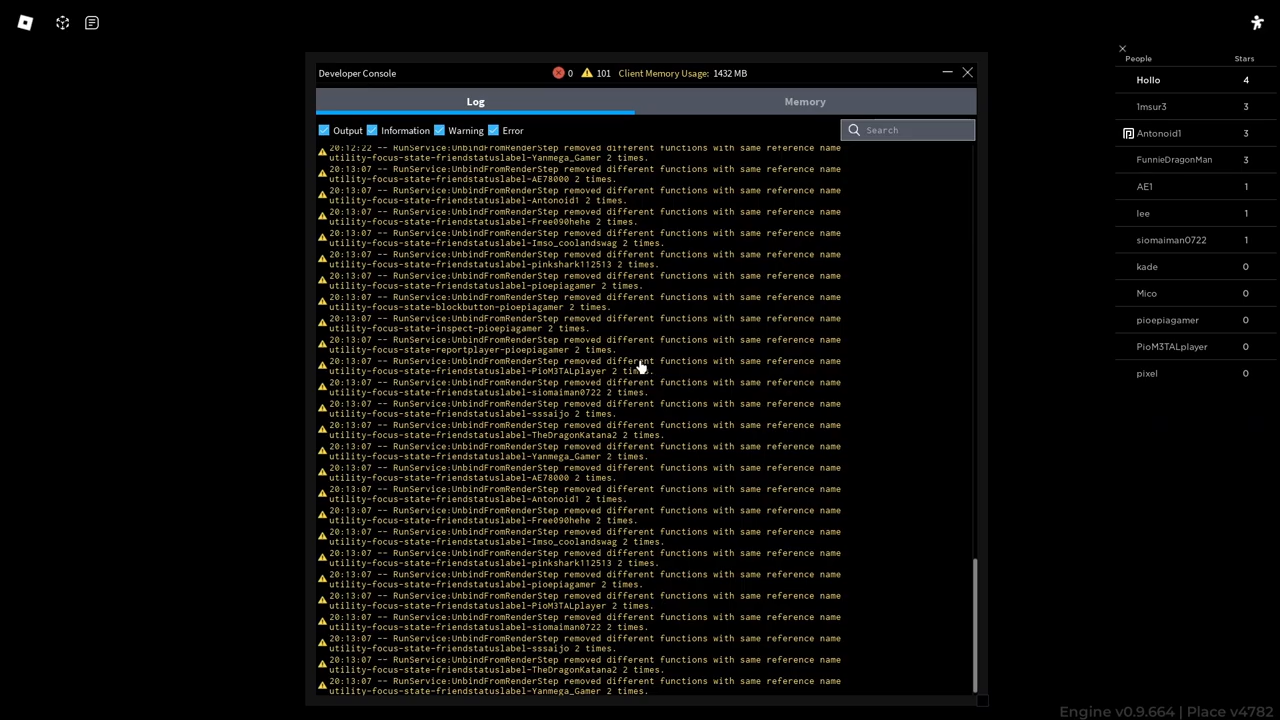 Developer Console
0
101
Client Memory Usage: 1432 MB
Log
Memory
Output
Information
Warning
Error
Search
20:12:22 -- RunService:UnbindFromRenderStep removed different functions with same reference name
utility-focus-state-friendstatuslabel-Yanmega_Gamer 2 times.
20:13:07 -- RunService:UnbindFromRenderStep removed different functions with same reference name
utility-focus-state-friendstatuslabel-AE78000 2 times.
20:13:07 -- RunService:UnbindFromRenderStep removed different functions with same reference name
utility-focus-state-friendstatuslabel-Antonoid1 2 times.
20:13:07 -- RunService:UnbindFromRenderStep removed different functions with same reference name
utility-focus-state-friendstatuslabel-Free090hehe 2 times.
20:13:07 -- RunService:UnbindFromRenderStep removed different functions with same reference name
utility-focus-state-friendstatuslabel-Imso_coolandswag 2 times.
20:13:07 -- RunService:UnbindFromRenderStep removed different functions with same reference name
utility-focus-state-friendstatuslabel-pinkshark112513 2 times.
20:13:07 -- RunService:UnbindFromRenderStep removed different functions with same reference name
utility-focus-state-friendstatuslabel-pioepiagamer 2 times.
20:13:07 -- RunService:UnbindFromRenderStep removed different functions with same reference name
utility-focus-state-blockbutton-pioepiagamer 2 times.
20:13:07 -- RunService:UnbindFromRenderStep removed different functions with same reference name
utility-focus-state-inspect-pioepiagamer 2 times.
20:13:07 -- RunService:UnbindFromRenderStep removed different functions with same reference name
utility-focus-state-reportplayer-pioepiagamer 2 times.
20:13:07 -- RunService:UnbindFromRenderStep removed different functions with same reference name
utility-focus-state-friendstatuslabel-PioM3TALplayer 2 times.
20:13:07 -- RunService:UnbindFromRenderStep removed different functions with same reference name
utility-focus-state-friendstatuslabel-siomaiman0722 2 times.
20:13:07 -- RunService:UnbindFromRenderStep removed different functions with same reference name
utility-focus-state-friendstatuslabel-sssaijo 2 times.
20:13:07 -- RunService:UnbindFromRenderStep removed different functions with same reference name
utility-focus-state-friendstatuslabel-TheDragonKatana2 2 times.
20:13:07 -- RunService:UnbindFromRenderStep removed different functions with same reference name
utility-focus-state-friendstatuslabel-Yanmega_Gamer 2 times.
20:13:07 -- RunService:UnbindFromRenderStep removed different functions with same reference name
utility-focus-state-friendstatuslabel-AE78000 2 times.
20:13:07 -- RunService:UnbindFromRenderStep removed different functions with same reference name
utility-focus-state-friendstatuslabel-Antonoid1 2 times.
20:13:07 -- RunService:UnbindFromRenderStep removed different functions with same reference name
utility-focus-state-friendstatuslabel-Free090hehe 2 times.
20:13:07 -- RunService:UnbindFromRenderStep removed different functions with same reference name
utility-focus-state-friendstatuslabel-Imso_coolandswag 2 times.
20:13:07 -- RunService:UnbindFromRenderStep removed different functions with same reference name
utility-focus-state-friendstatuslabel-pinkshark112513 2 times.
20:13:07 -- RunService:UnbindFromRenderStep removed different functions with same reference name
utility-focus-state-friendstatuslabel-pioepiagamer 2 times.
20:13:07 -- RunService:UnbindFromRenderStep removed different functions with same reference name
utility-focus-state-friendstatuslabel-PioM3TALplayer 2 times.
20:13:07 -- RunService:UnbindFromRenderStep removed different functions with same reference name
utility-focus-state-friendstatuslabel-siomaiman0722 2 times.
20:13:07 -- RunService:UnbindFromRenderStep removed different functions with same reference name
utility-focus-state-friendstatuslabel-sssaijo 2 times.
20:13:07 -- RunService:UnbindFromRenderStep removed different functions with same reference name
utility-focus-state-friendstatuslabel-TheDragonKatana2 2 times.
20:13:07 -- RunService:UnbindFromRenderStep removed different functions with same reference name
utility-focus-state-friendstatuslabel-Yanmega_Gamer 2 times.
People Stars
Hollo 4
1msur3 3
Antonoid1 3
FunnieDragonMan 3
AE1 1
lee 1
siomaiman0722 1
kade 0
Mico 0
pioepiagamer 0
PioM3TALplayer 0
pixel 0
Engine v0.9.664 | Place v4782